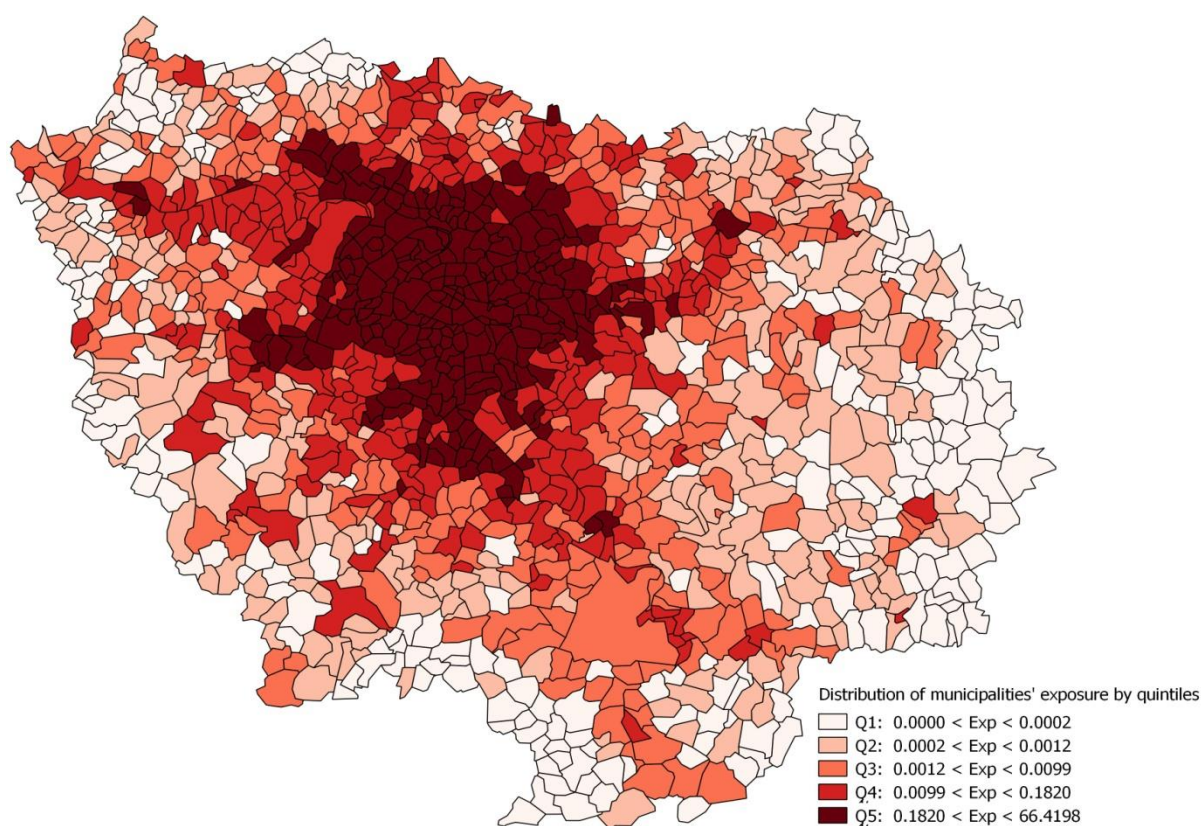 Distribution of municipalities' exposure by quintiles
Q1: 0.0000 < Exp < 0.0002
Q2: 0.0002 < Exp < 0.0012
Q3: 0.0012 < Exp < 0.0099
Q4: 0.0099 < Exp < 0.1820
Q5: 0.1820 < Exp < 66.4198